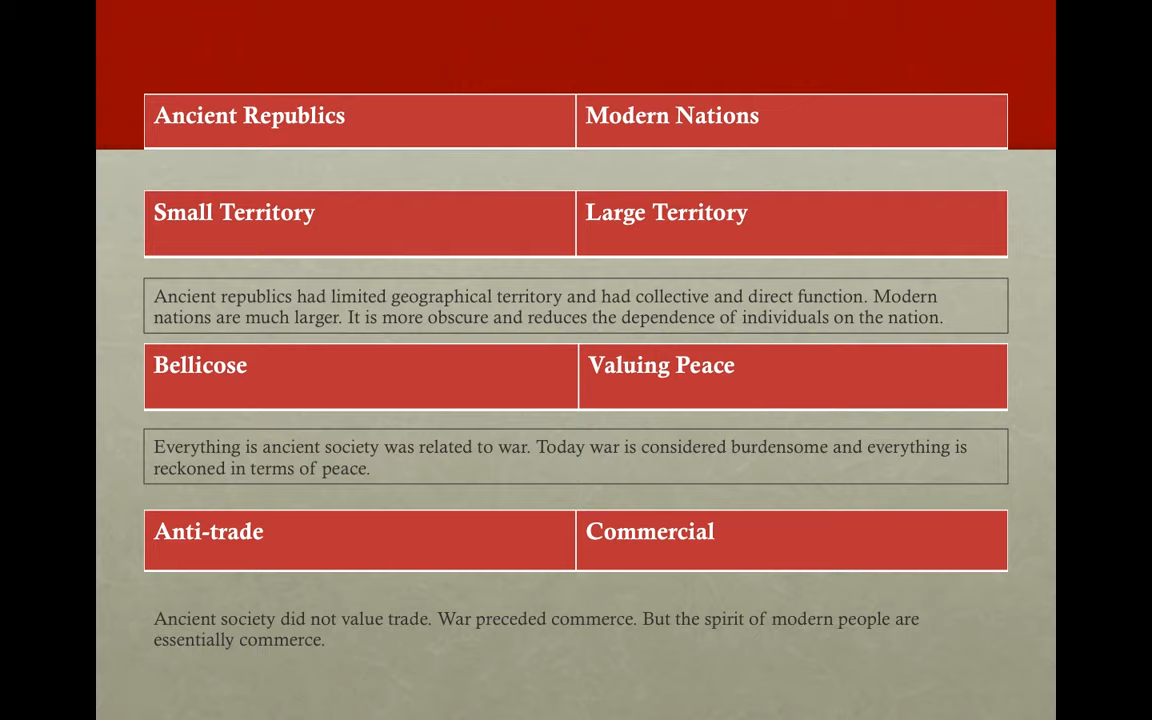 Ancient Republics
Modern Nations
Small Territory
Large Territory
Ancient republics had limited geographical territory and had collective and direct function. Modern
nations are much larger. It is more obscure and reduces the dependence of individuals on the nation.
Bellicose
Valuing Peace
Everything is ancient society was related to war. Today war is considered burdensome and everything is
reckoned in terms of peace.
Anti-trade
Commercial
Ancient society did not value trade. War preceded commerce. But the spirit of modern people are
essentially commerce.